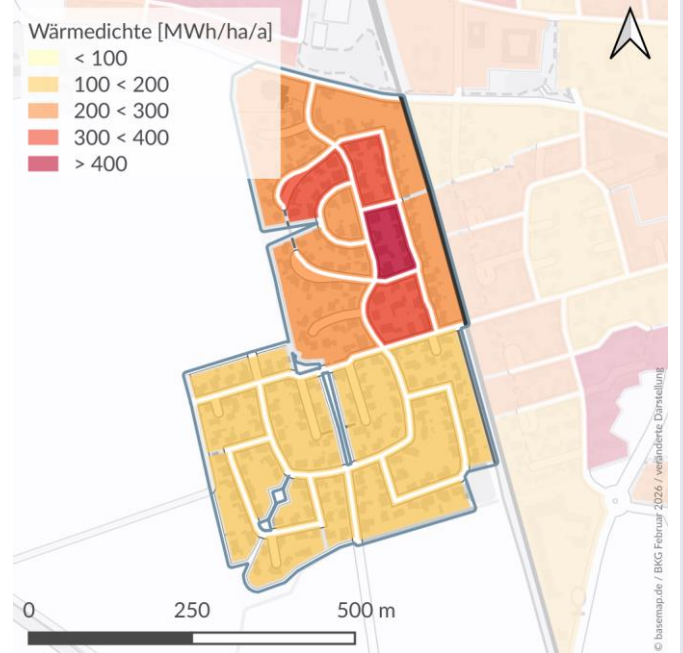 Wärmedichte [MWh/ha/a]
< 100
100 < 200
200 < 300
300 < 400
> 400
0 250 500 m
© basemap.de / BKG Februar 2026 / veränderte Darstellung